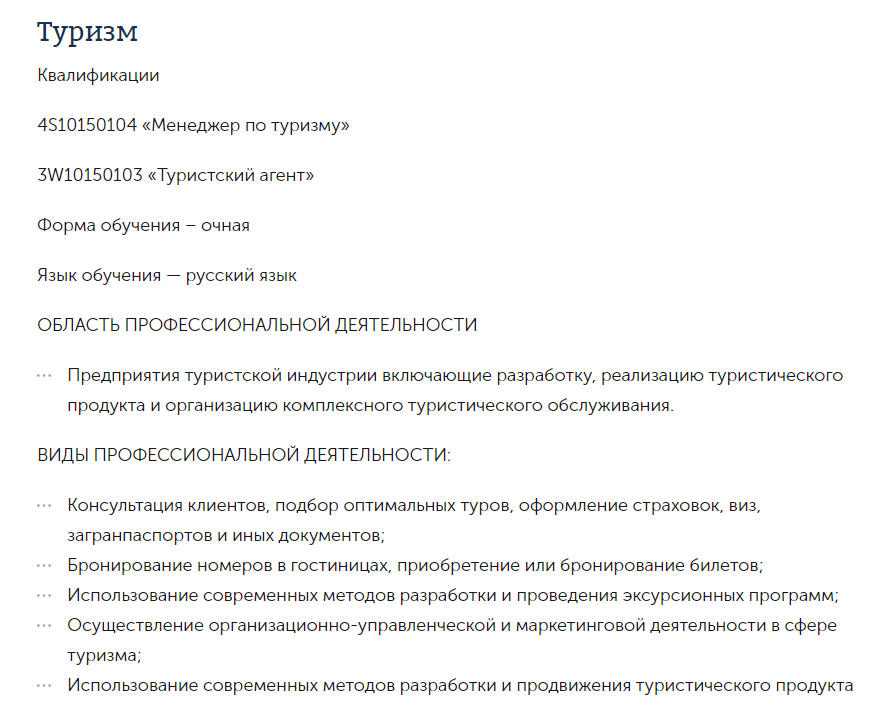 Туризм
Квалификации
4S10150104 «Менеджер по туризму»
3W10150103 «Туристский агент»
Форма обучения – очная
Язык обучения — русский язык
ОБЛАСТЬ ПРОФЕССИОНАЛЬНОЙ ДЕЯТЕЛЬНОСТИ
Предприятия туристской индустрии включающие разработку, реализацию туристического
продукта и организацию комплексного туристического обслуживания.
ВИДЫ ПРОФЕССИОНАЛЬНОЙ ДЕЯТЕЛЬНОСТИ:
Консультация клиентов, подбор оптимальных туров, оформление страховок, виз,
загранпаспортов и иных документов;
Бронирование номеров в гостиницах, приобретение или бронирование билетов;
Использование современных методов разработки и проведения экскурсионных программ;
Осуществление организационно-управленческой и маркетинговой деятельности в сфере
туризма;
Использование современных методов разработки и продвижения туристического продукта